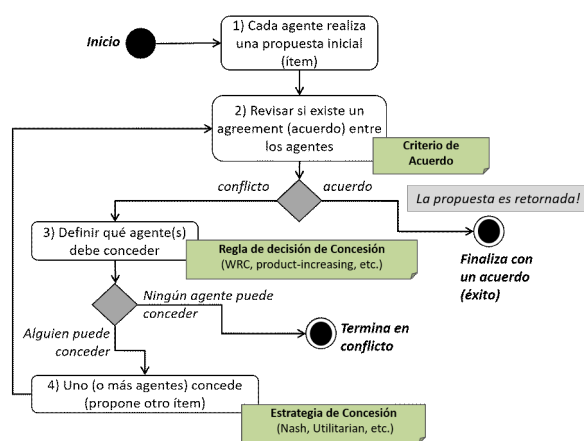 Inicio
1) Cada agente realiza
una propuesta inicial
(ítem)
2) Revisar si existe un
agreement (acuerdo) entre
los agentes
Criterio de
Acuerdo
conflicto
acuerdo
La propuesta es retornada!
3) Definir qué agente(s)
debe conceder
Regla de decisión de Concesión
(WRC, product-increasing, etc.)
Finaliza con
un acuerdo
(éxito)
Ningún agente puede
conceder
Termina en
conflicto
Alguien puede
conceder
4) Uno (o más agentes) concede
(propone otro ítem)
Estrategia de Concesión
(Nash, Utilitarian, etc.)